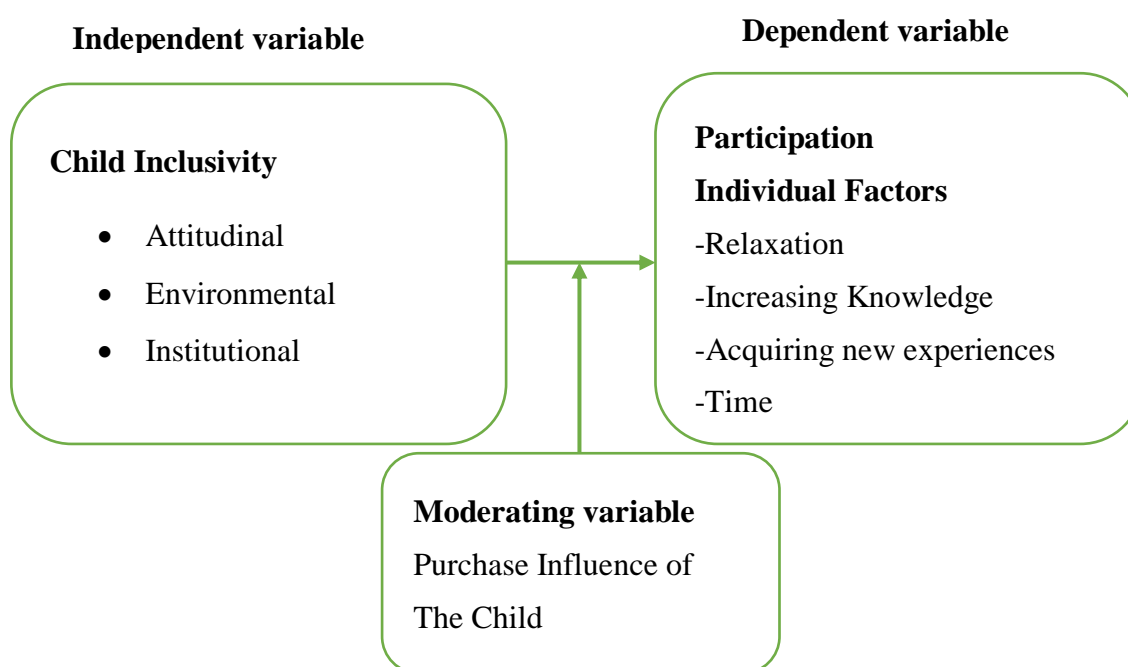 Independent variable
Dependent variable
Child Inclusivity
• Attitudinal
• Environmental
• Institutional
Participation
Individual Factors
-Relaxation
-Increasing Knowledge
-Acquiring new experiences
-Time
Moderating variable
Purchase Influence of
The Child